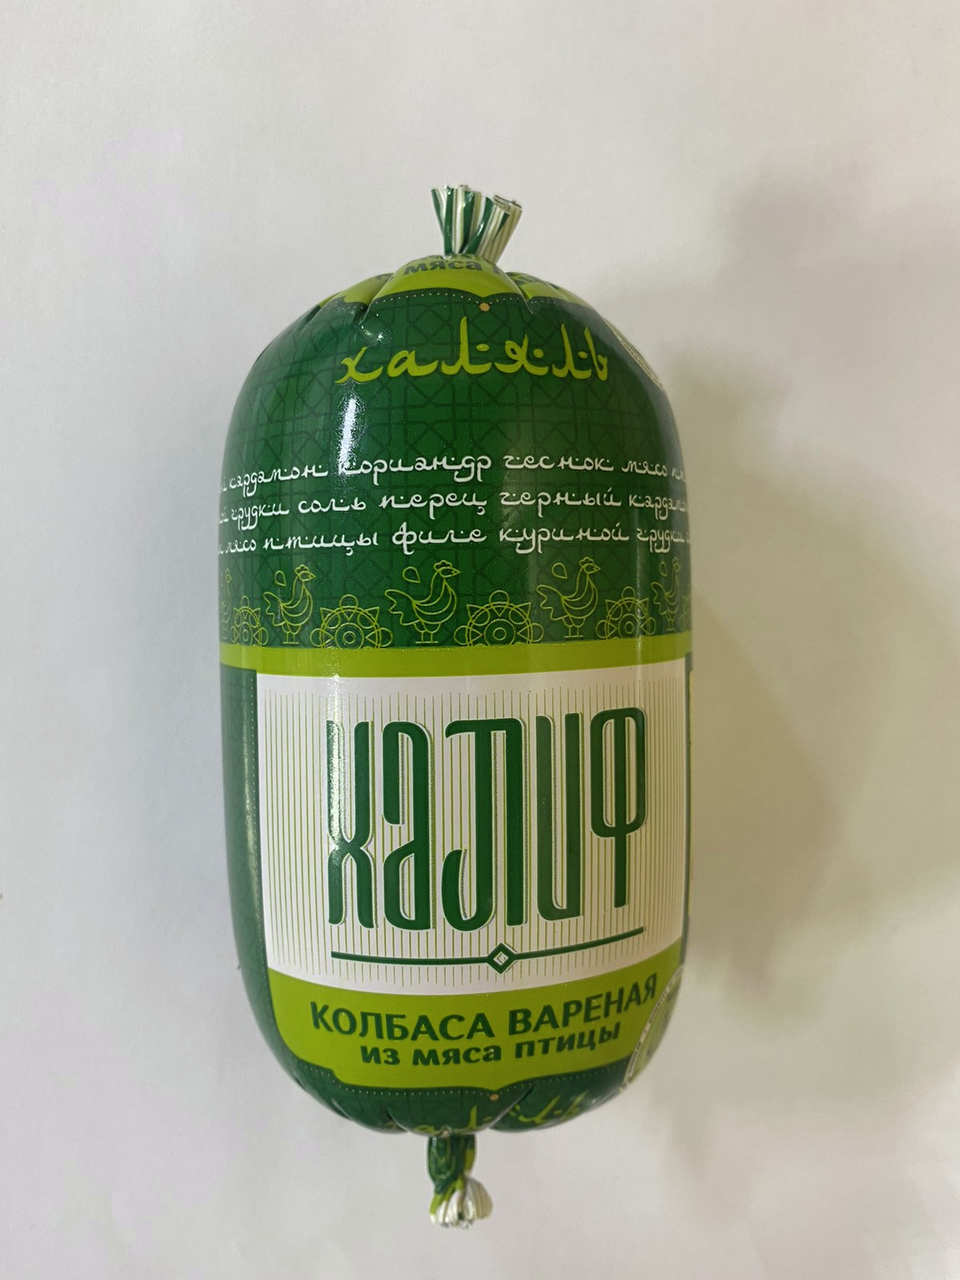 мяса
халяль
кардамон кориандр чеснок мясо
грудки соль перец черный кардам
мясо птицы филе куриной грудки
ХАЛИФ
КОЛБАСА ВАРЕНАЯ
из мяса птицы